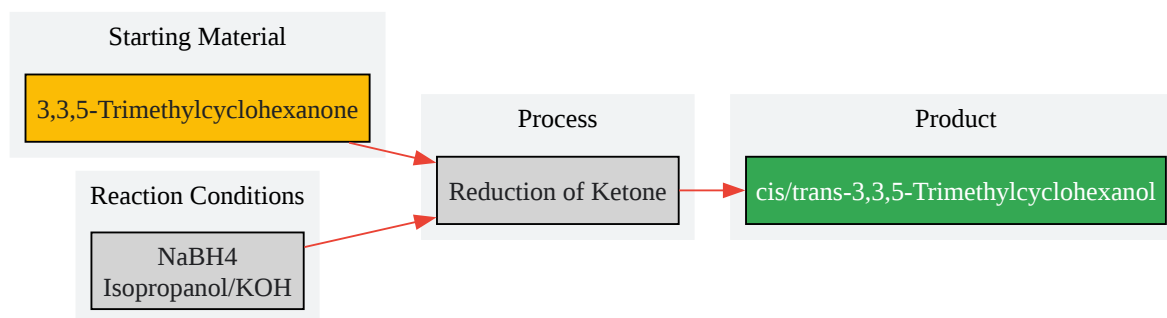 Starting Material
3,3,5-Trimethylcyclohexanone
Reaction Conditions
NaBH4
Isopropanol/KOH
Process
Reduction of Ketone
Product
cis/trans-3,3,5-Trimethylcyclohexanol